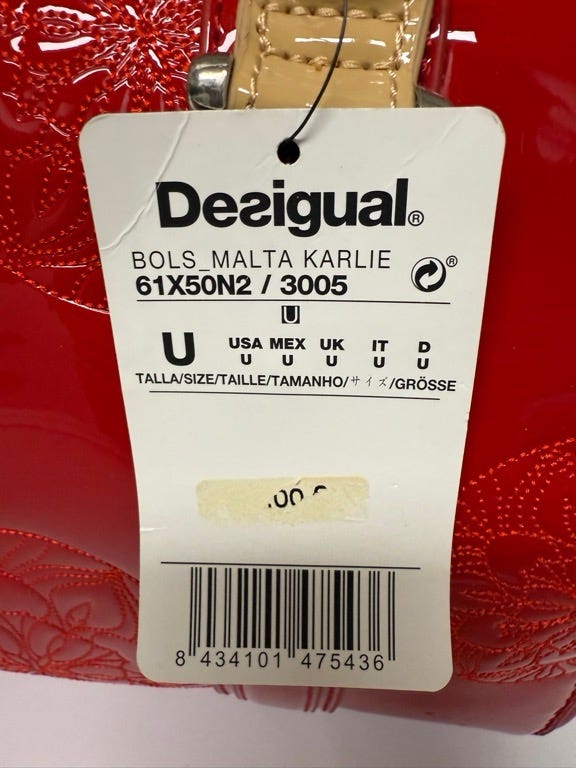 Desigual®
BOLS_MALTA KARLIE
®
61X50N2 / 3005
U
U
USA MEX UK IT D
U U U U U
TALLA/SIZE/TAILLE/TAMANHO/サイズ/GRÖSSE
8 434101 475436